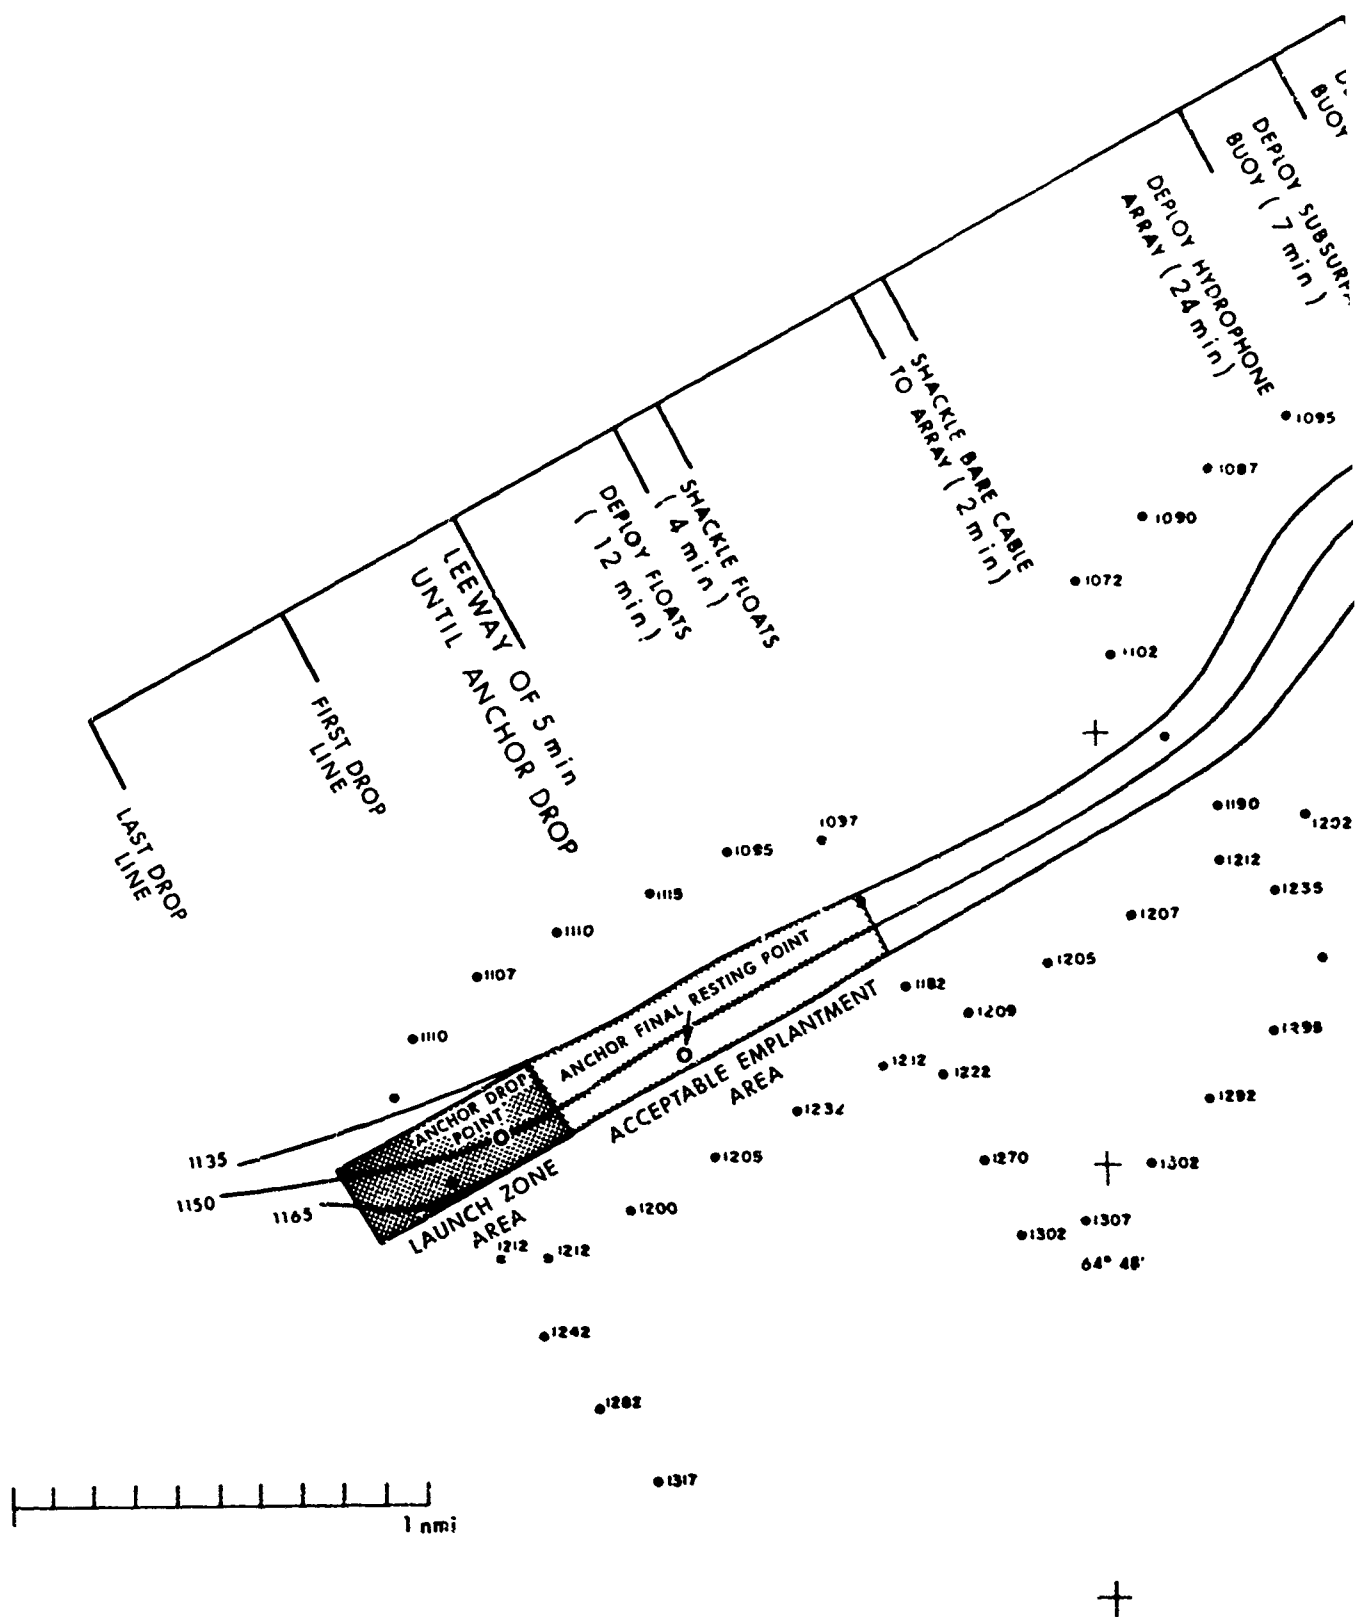 BUOY
DEPLOY SUBSURFA
BUOY ( 7 min )
DEPLOY HYDROPHONE
ARRAY ( 24 min )
SHACKLE BARE CABLE
TO ARRAY ( 2 min )
SHACKLE FLOATS
( 4 min )
DEPLOY FLOATS
( 12 min )
LEEWAY OF 5 min
UNTIL ANCHOR DROP
FIRST DROP
LINE
LAST DROP
LINE
1095
1087
1090
1072
1102
1190
1202
1212
1235
1207
1205
1097
1095
1115
1110
1107
1110
ANCHOR FINAL RESTING POINT
ANCHOR DROP
POINT
ACCEPTABLE EMPLANTMENT
AREA
LAUNCH ZONE
AREA
1182
1209
1298
1212
1222
1292
1232
1205
1270
1302
1200
1302
1307
64° 48'
1135
1150
1165
1212
1212
1242
1282
1317
1 nmi